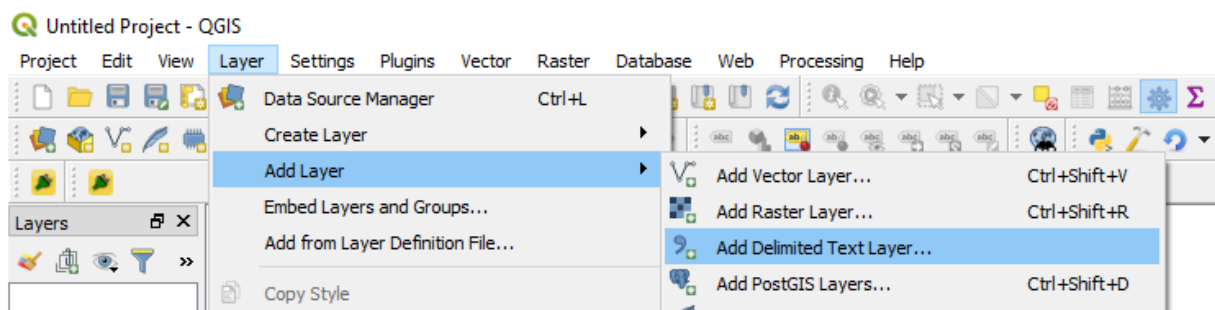 Untitled Project - QGIS
Project Edit View Layer Settings Plugins Vector Raster Database Web Processing Help
Data Source Manager Ctrl+L
Create Layer
Add Layer
Add Vector Layer... Ctrl+Shift+V
Embed Layers and Groups...
Add Raster Layer... Ctrl+Shift+R
Layers
Add from Layer Definition File...
Add Delimited Text Layer...
Copy Style
Add PostGIS Layers... Ctrl+Shift+D